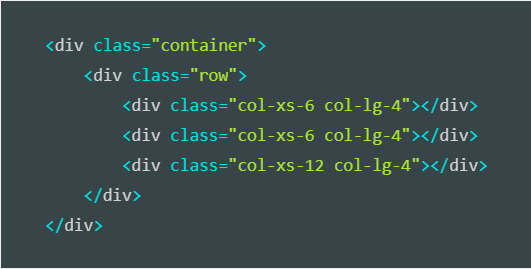 <div class="container">
<div class="row">
<div class="col-xs-6 col-lg-4"></div>
<div class="col-xs-6 col-lg-4"></div>
<div class="col-xs-12 col-lg-4"></div>
</div>
</div>